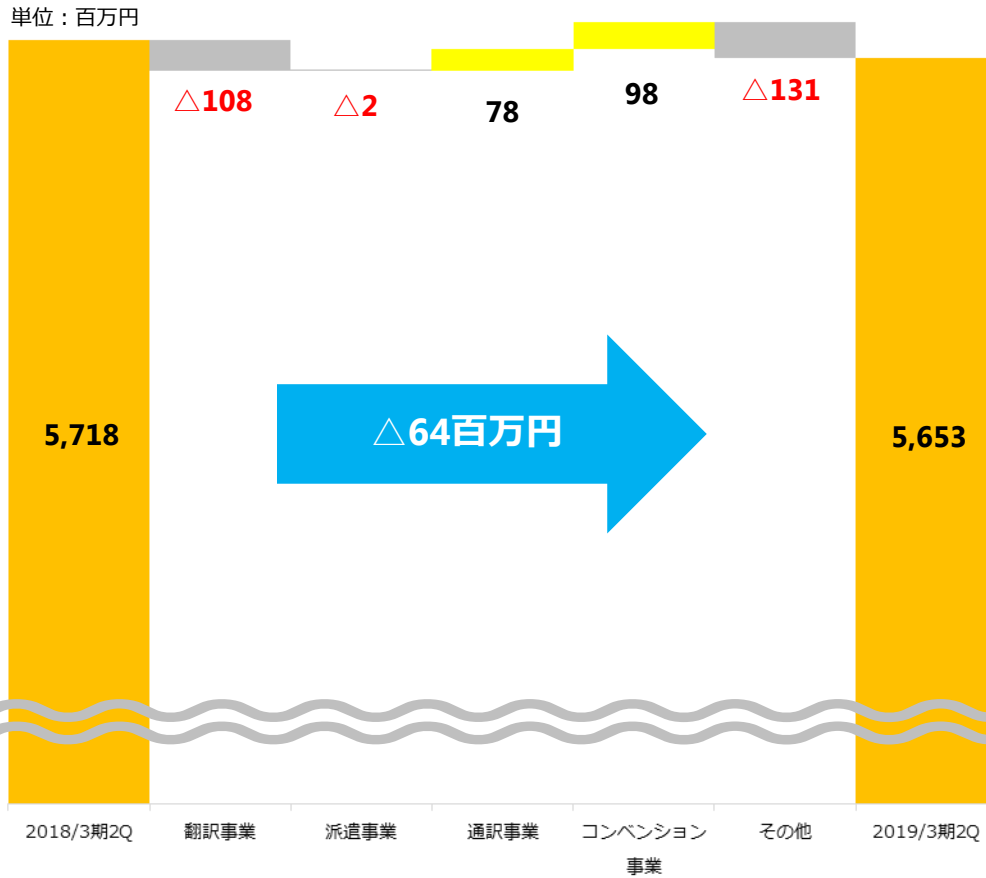 単位：百万円
△108
△2
78
98
△131
5,718
△64百万円
5,653
2018/3期2Q
翻訳事業
派遣事業
通訳事業
コンベンション
事業
その他
2019/3期2Q